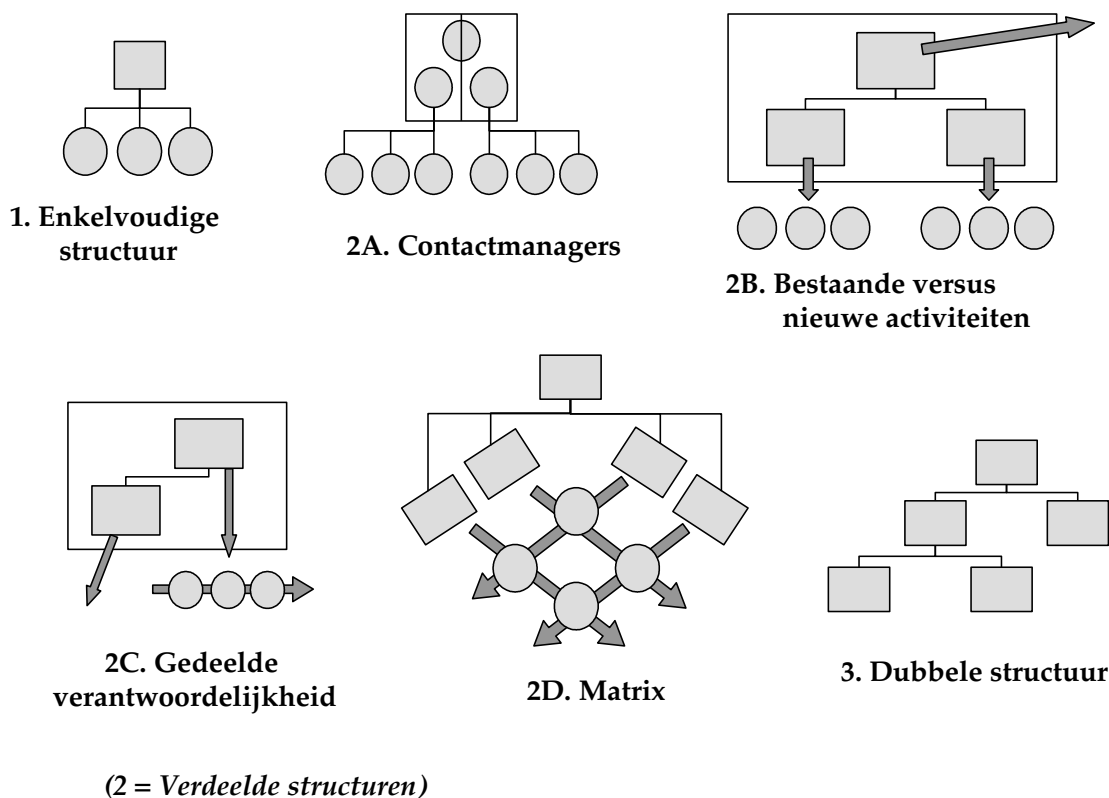 1. Enkelvoudige
structuur
2A. Contactmanagers
2B. Bestaande versus
nieuwe activiteiten
2C. Gedeelde
verantwoordelijkheid
2D. Matrix
3. Dubbele structuur
(2 = Verdeelde structuren)